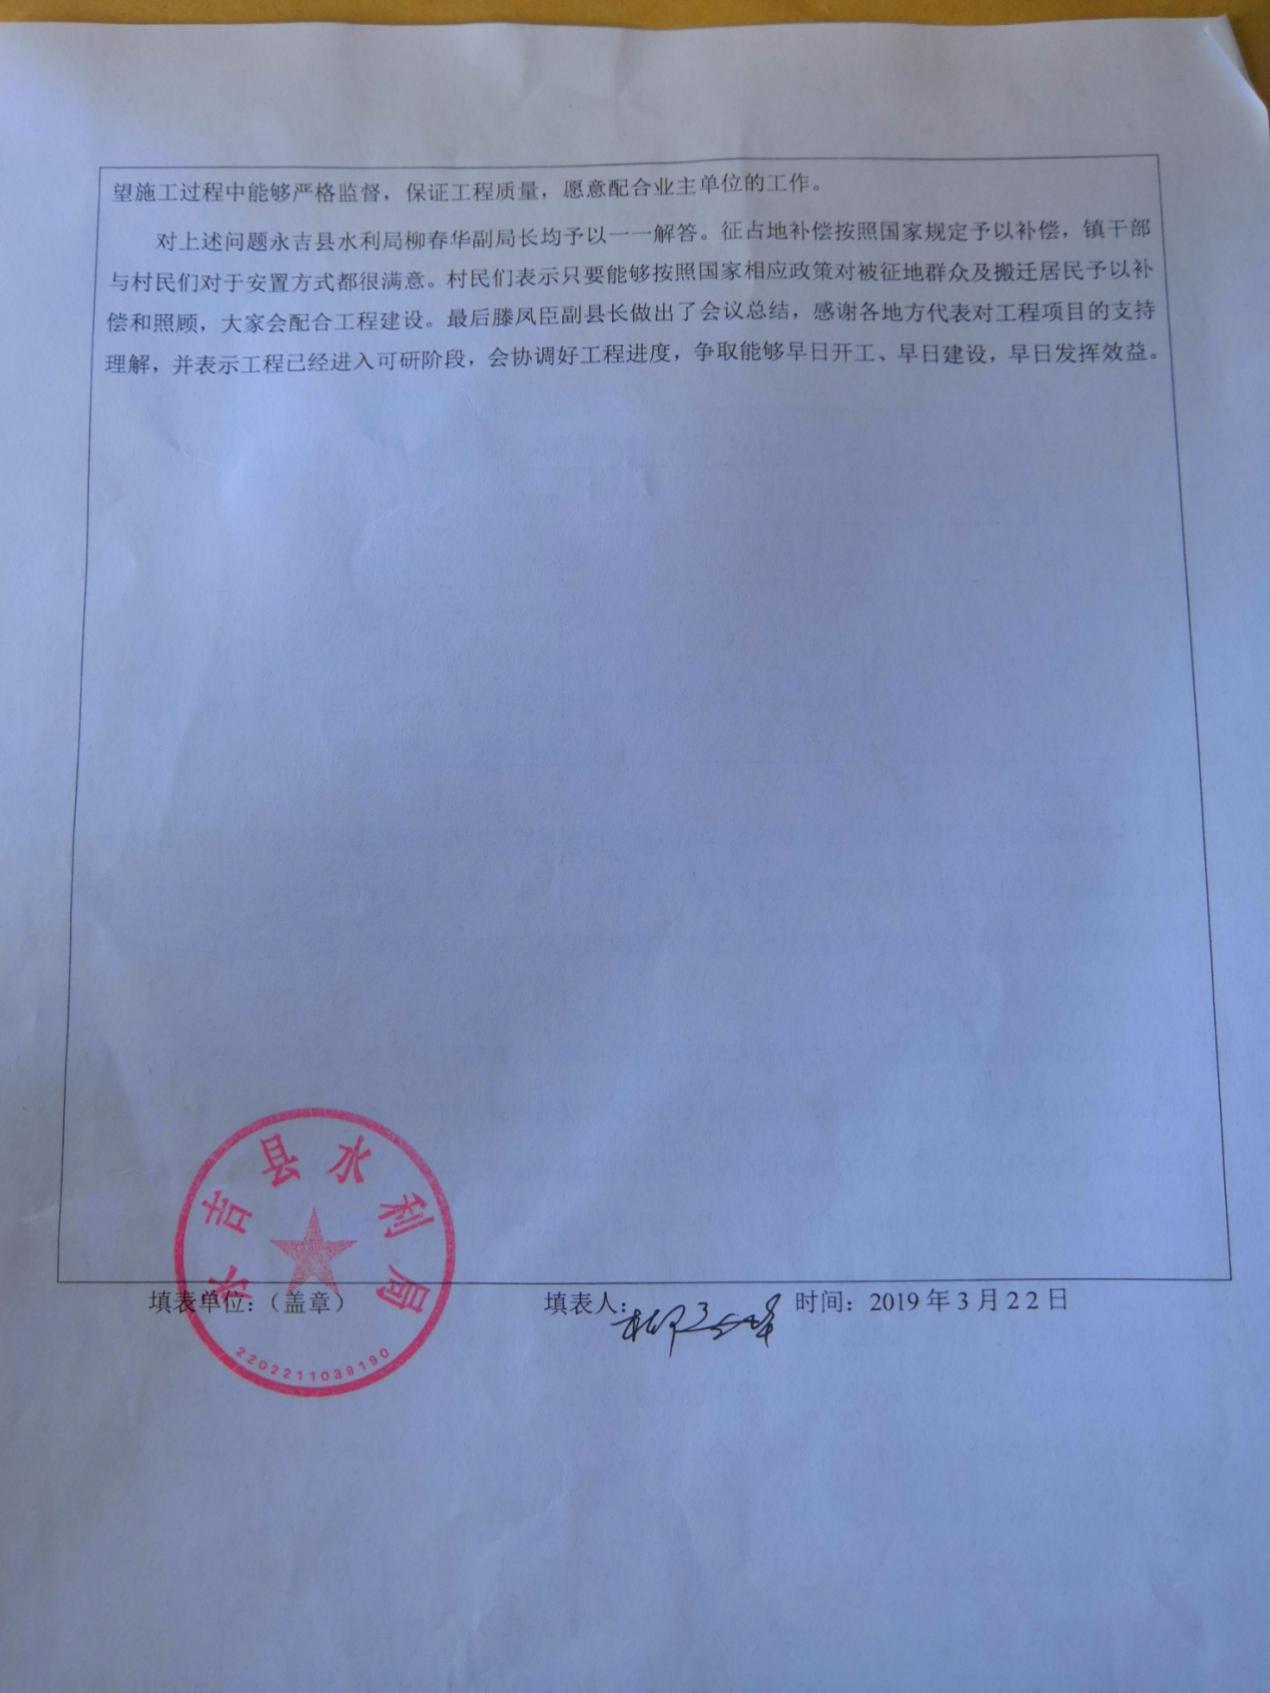 望施工过程中能够严格监督，保证工程质量，愿意配合业主单位的工作。
对上述问题永吉县水利局柳春华副局长均予以一一解答。征占地补偿按照国家规定予以补偿，镇干部
与村民们对于安置方式都很满意。村民们表示只要能够按照国家相应政策对被征地群众及搬迁居民予以补
偿和照顾，大家会配合工程建设。最后滕凤臣副县长做出了会议总结，感谢各地方代表对工程项目的支持
理解，并表示工程已经进入可研阶段，会协调好工程进度，争取能够早日开工、早日建设，早日发挥效益。
永吉县水利局
填表单位：（盖章）
填表人：
时间：2019年3月22日
2202211039190